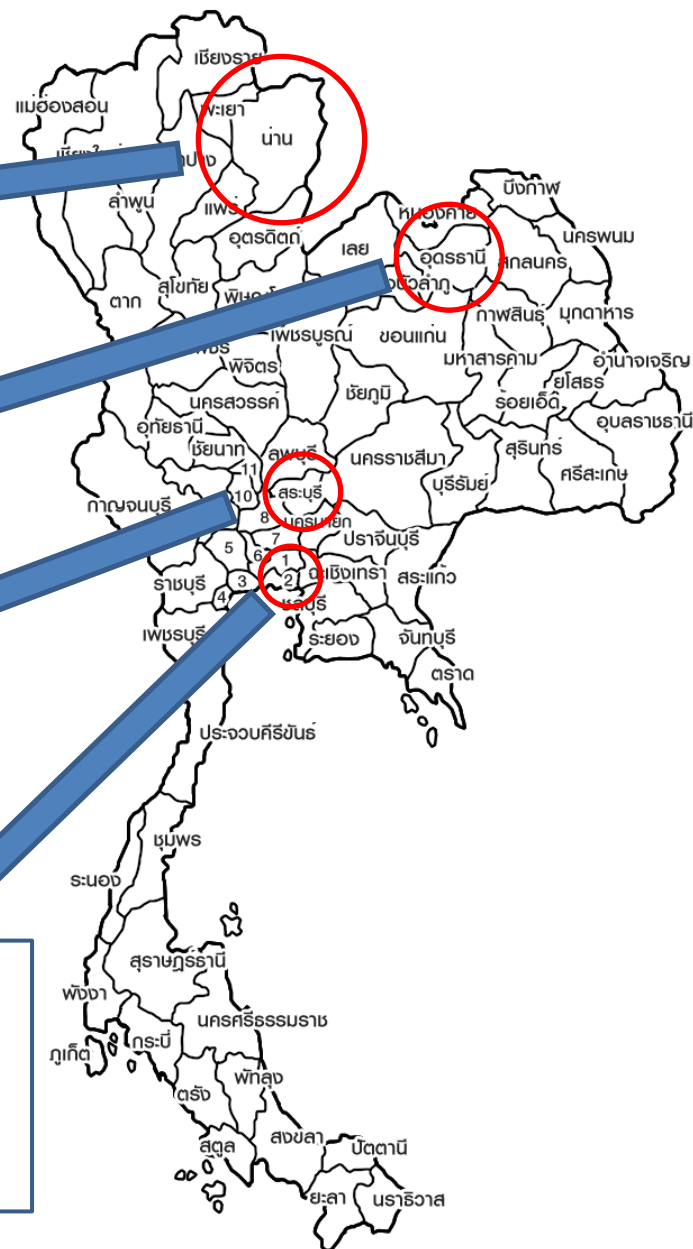 เชียงราย
แม่ฮ่องสอน
พะเยา
น่าน
ลำพูน
แพร่
อุตรดิตถ์
บึงกาฬ
หนองคาย
นครพนม
เลย
อุดรธานี
สกลนคร
ตาก
สุโขทัย
กาฬสินธุ์
มุกดาหาร
เพชรบูรณ์
ขอนแก่น
มหาสารคาม
อำนาจเจริญ
พิจิตร
ชัยภูมิ
ยโสธร
นครสวรรค์
ร้อยเอ็ด
อุบลราชธานี
อุทัยธานี
ชัยนาท
ลพบุรี
นครราชสีมา
สุรินทร์
ศรีสะเกษ
11
บุรีรัมย์
กาญจนบุรี
10
สระบุรี
8
นครนายก
7
ปราจีนบุรี
5
6
1
ฉะเชิงเทรา
สระแก้ว
ราชบุรี
3
2
4
ชลบุรี
เพชรบุรี
ระยอง
จันทบุรี
ตราด
ประจวบคีรีขันธ์
ชุมพร
ระนอง
สุราษฎร์ธานี
พังงา
นครศรีธรรมราช
ภูเก็ต
กระบี่
ตรัง
พัทลุง
สตูล
สงขลา
ปัตตานี
ยะลา
นราธิวาส